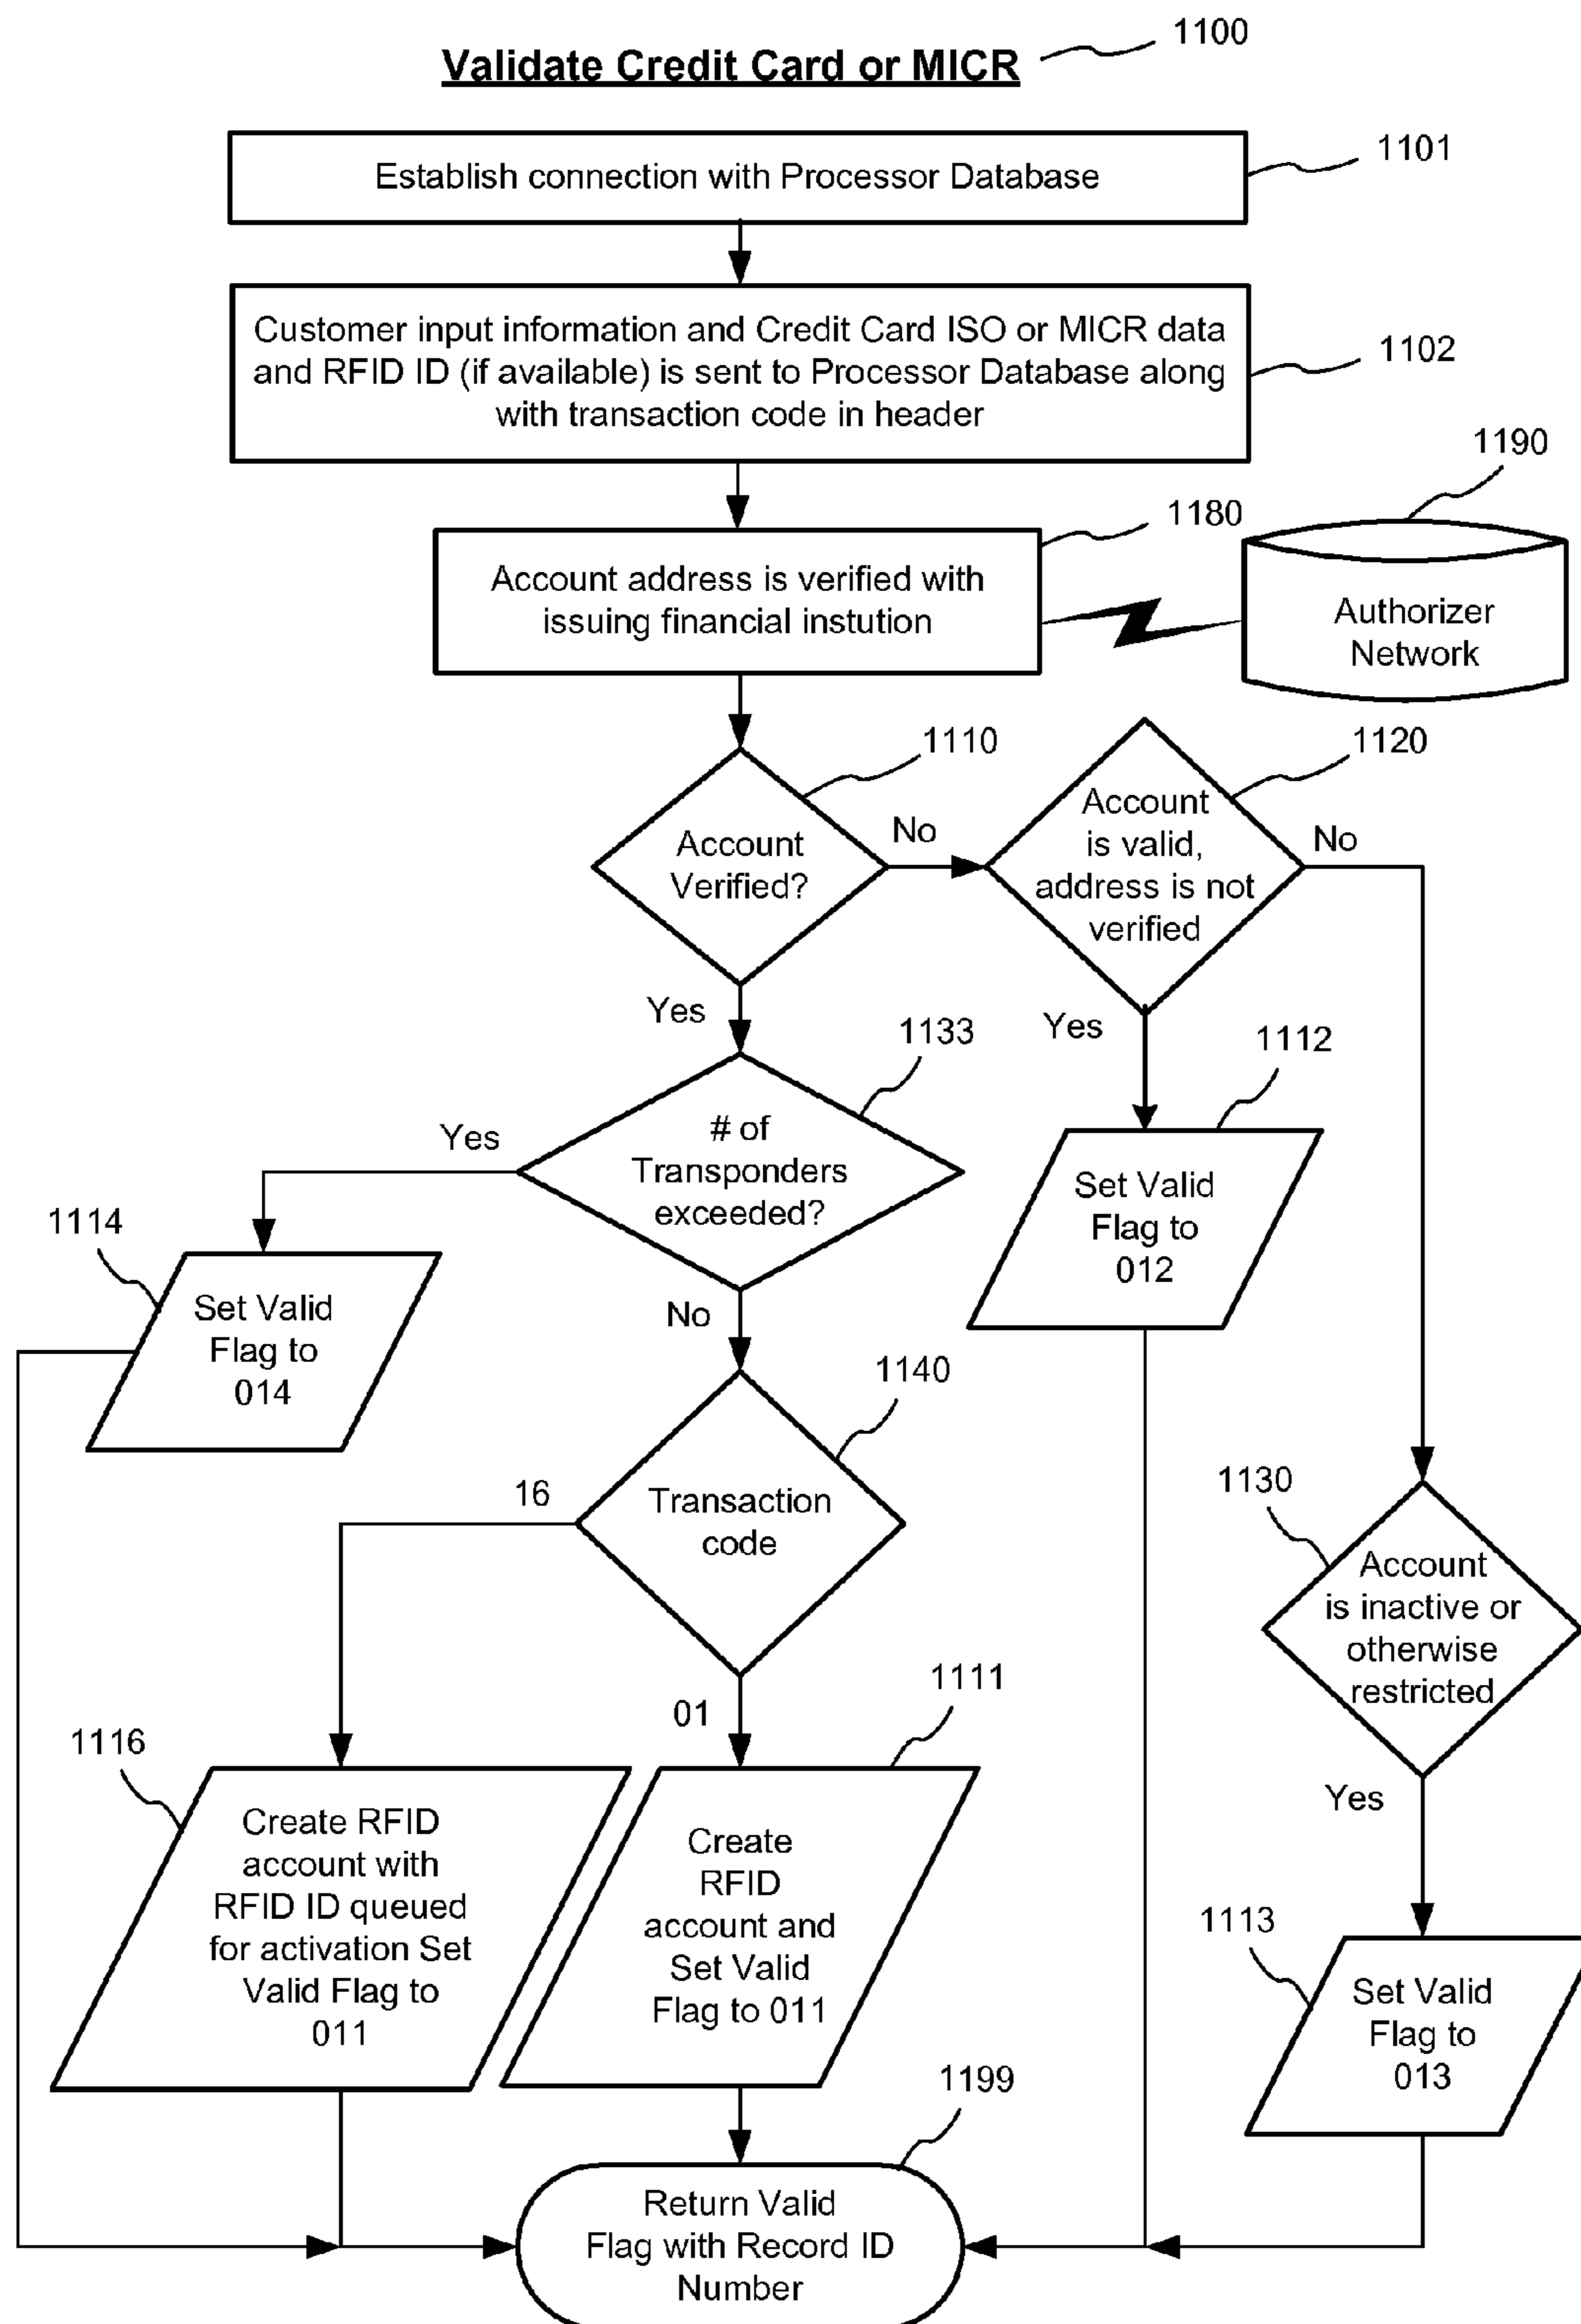 Validate Credit Card or MICR
1100
Establish connection with Processor Database
1101
Customer input information and Credit Card ISO or MICR data
and RFID ID (if available) is sent to Processor Database along
with transaction code in header
1102
1190
1180
Account address is verified with
issuing financial instution
Authorizer
Network
1110
1120
Account
Verified?
No
Account
is valid,
address is not
verified
No
Yes
1133
Yes
1112
Yes
# of
Transponders
exceeded?
Set Valid
Flag to
012
1114
Set Valid
Flag to
014
No
1140
16
Transaction
code
1130
Account
is inactive or
otherwise
restricted
01
1111
1116
Yes
Create RFID
account with
RFID ID queued
for activation Set
Valid Flag to
011
Create
RFID
account and
Set Valid
Flag to 011
1113
Set Valid
Flag to
013
1199
Return Valid
Flag with Record ID
Number